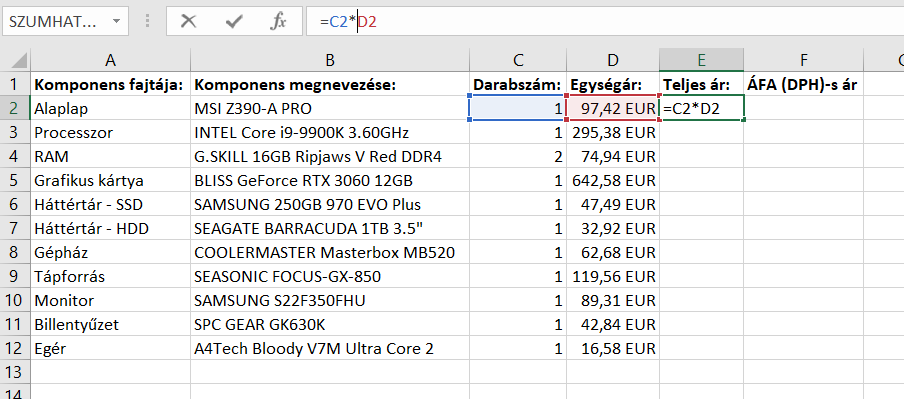 SZUMHAT... fx =C2*D2
A B C D E F
1 Komponens fajtája: Komponens megnevezése: Darabszám: Egységár: Teljes ár: ÁFA (DPH)-s ár
2 Alaplap MSI Z390-A PRO 1 97,42 EUR =C2*D2
3 Processzor INTEL Core i9-9900K 3.60GHz 1 295,38 EUR
4 RAM G.SKILL 16GB Ripjaws V Red DDR4 2 74,94 EUR
5 Grafikus kártya BLISS GeForce RTX 3060 12GB 1 642,58 EUR
6 Háttértár - SSD SAMSUNG 250GB 970 EVO Plus 1 47,49 EUR
7 Háttértár - HDD SEAGATE BARRACUDA 1TB 3.5" 1 32,92 EUR
8 Gépház COOLERMASTER Masterbox MB520 1 62,68 EUR
9 Tápforrás SEASONIC FOCUS-GX-850 1 119,56 EUR
10 Monitor SAMSUNG S22F350FHU 1 89,31 EUR
11 Billentyűzet SPC GEAR GK630K 1 42,84 EUR
12 Egér A4Tech Bloody V7M Ultra Core 2 1 16,58 EUR
13
14